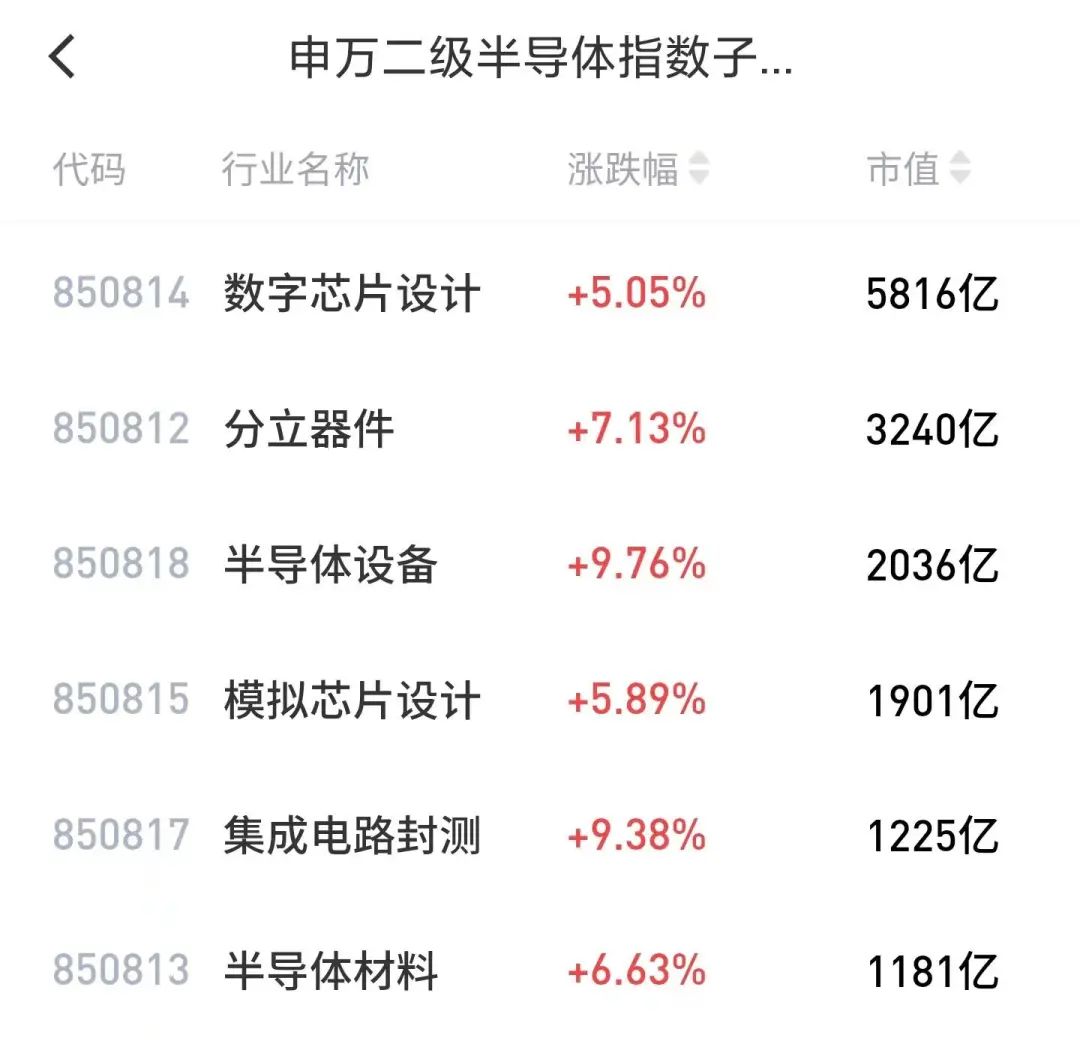 申万二级半导体指数子...
代码 行业名称 涨跌幅 市值
850814 数字芯片设计 +5.05% 5816亿
850812 分立器件 +7.13% 3240亿
850818 半导体设备 +9.76% 2036亿
850815 模拟芯片设计 +5.89% 1901亿
850817 集成电路封测 +9.38% 1225亿
850813 半导体材料 +6.63% 1181亿